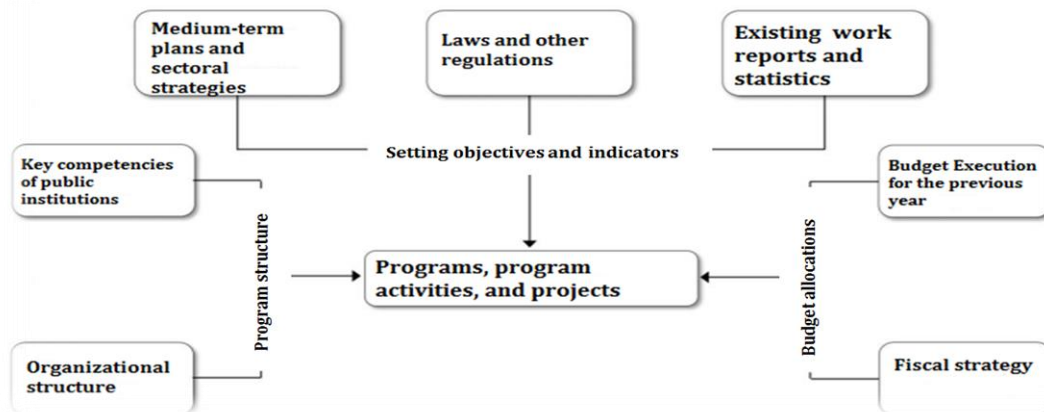 Medium-term
plans and
sectoral
strategies
Laws and other
regulations
Existing work
reports and
statistics
Setting objectives and indicators
Key competencies
of public
institutions
Budget Execution
for the previous
year
Program structure
Programs, program
activities, and projects
Budget allocations
Organizational
structure
Fiscal strategy